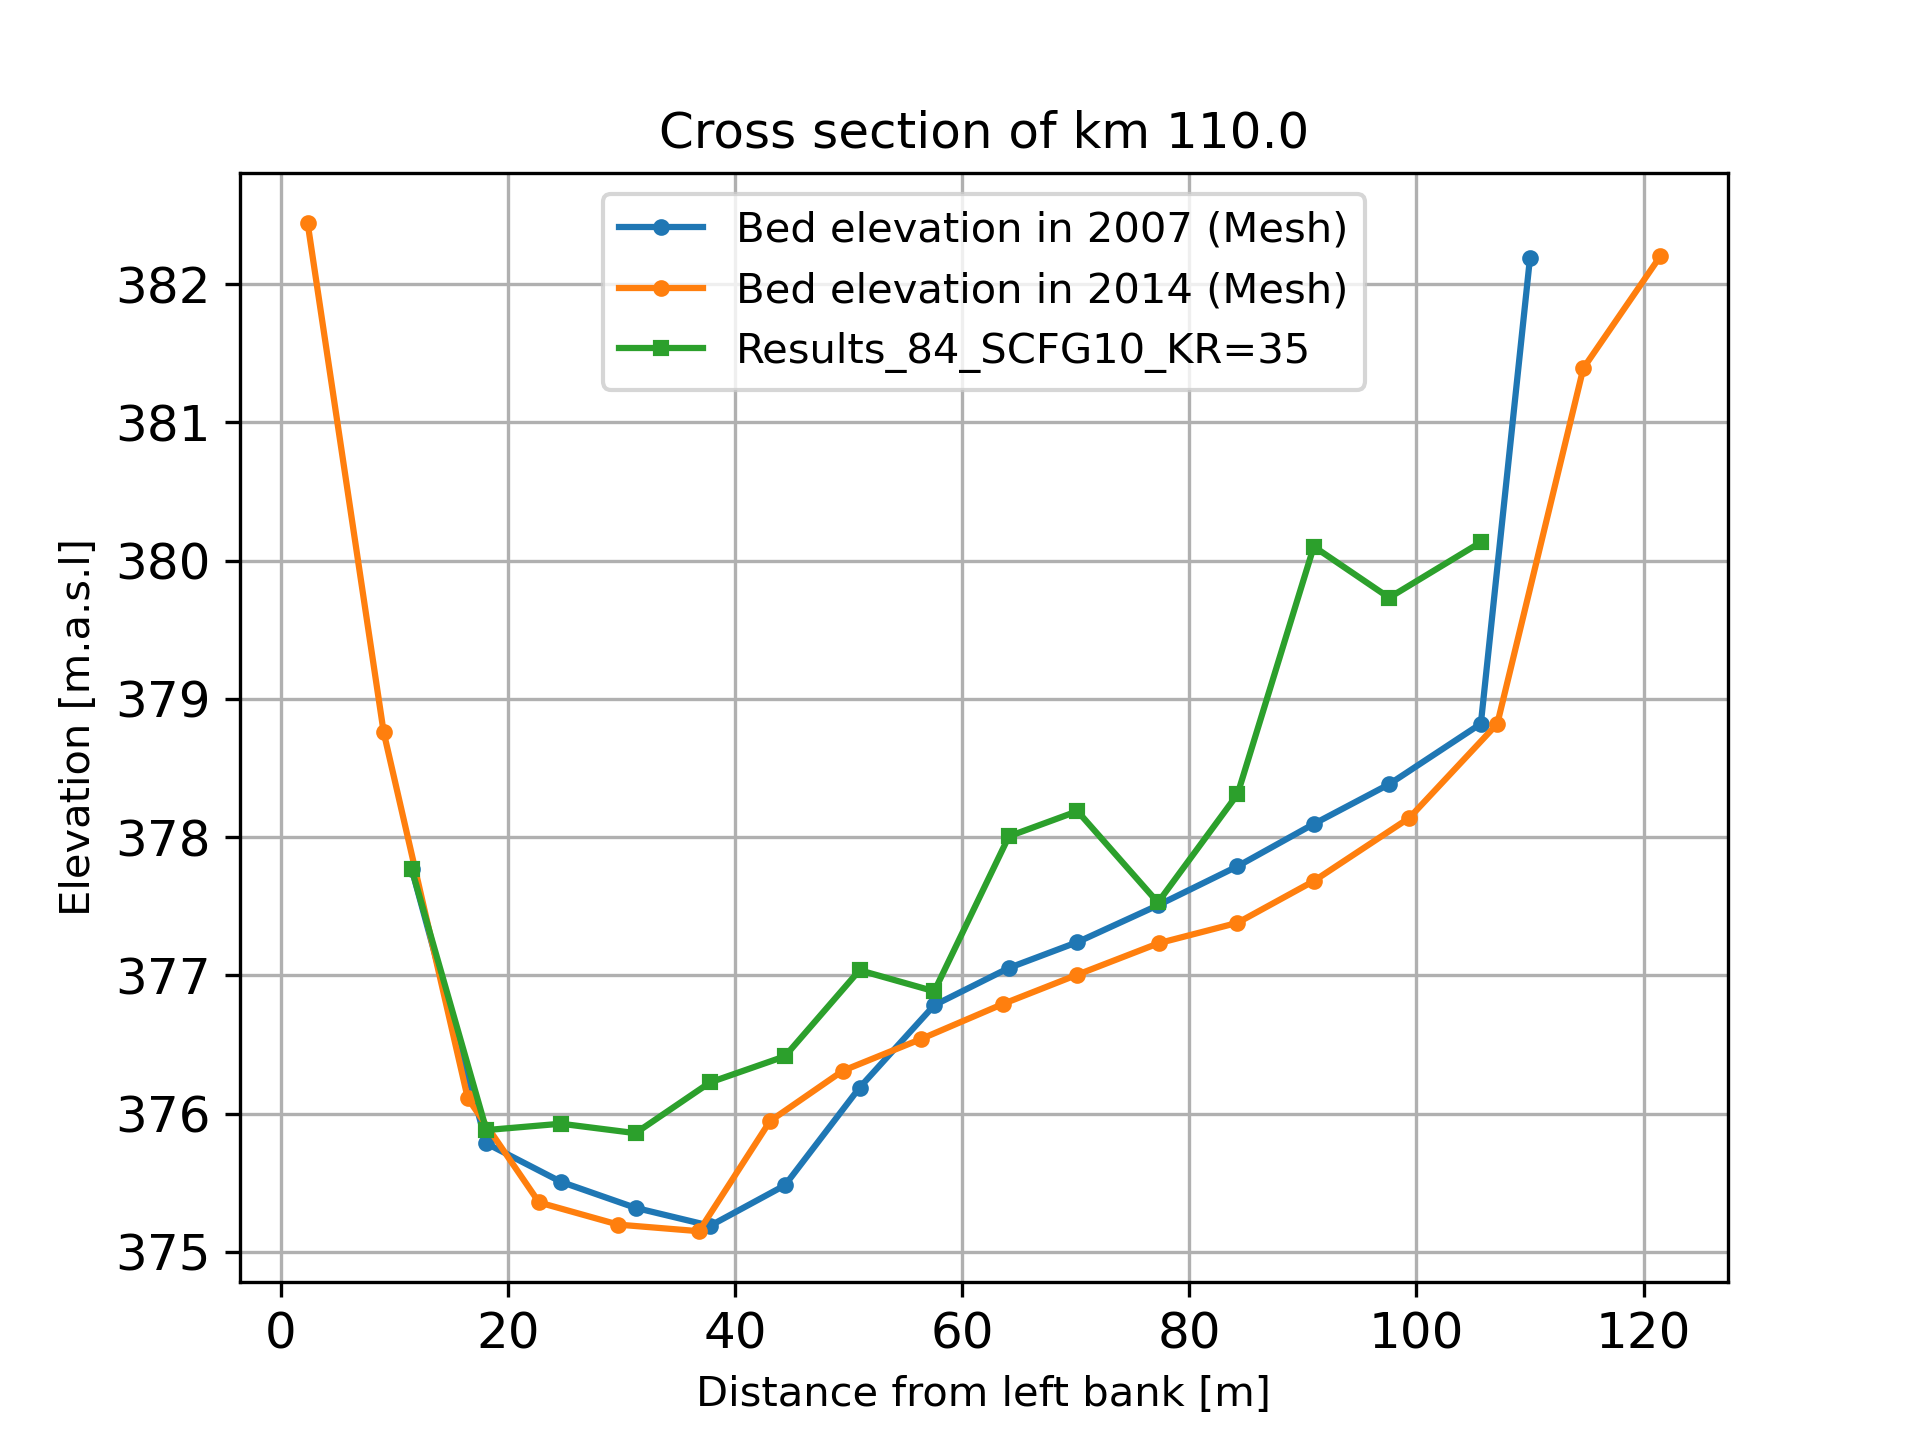 Cross section of km 110.0
Bed elevation in 2007 (Mesh)
Bed elevation in 2014 (Mesh)
Results_84_SCFG10_KR=35
Elevation [m.a.s.l]
382
381
380
379
378
377
376
375
0 20 40 60 80 100 120
Distance from left bank [m]